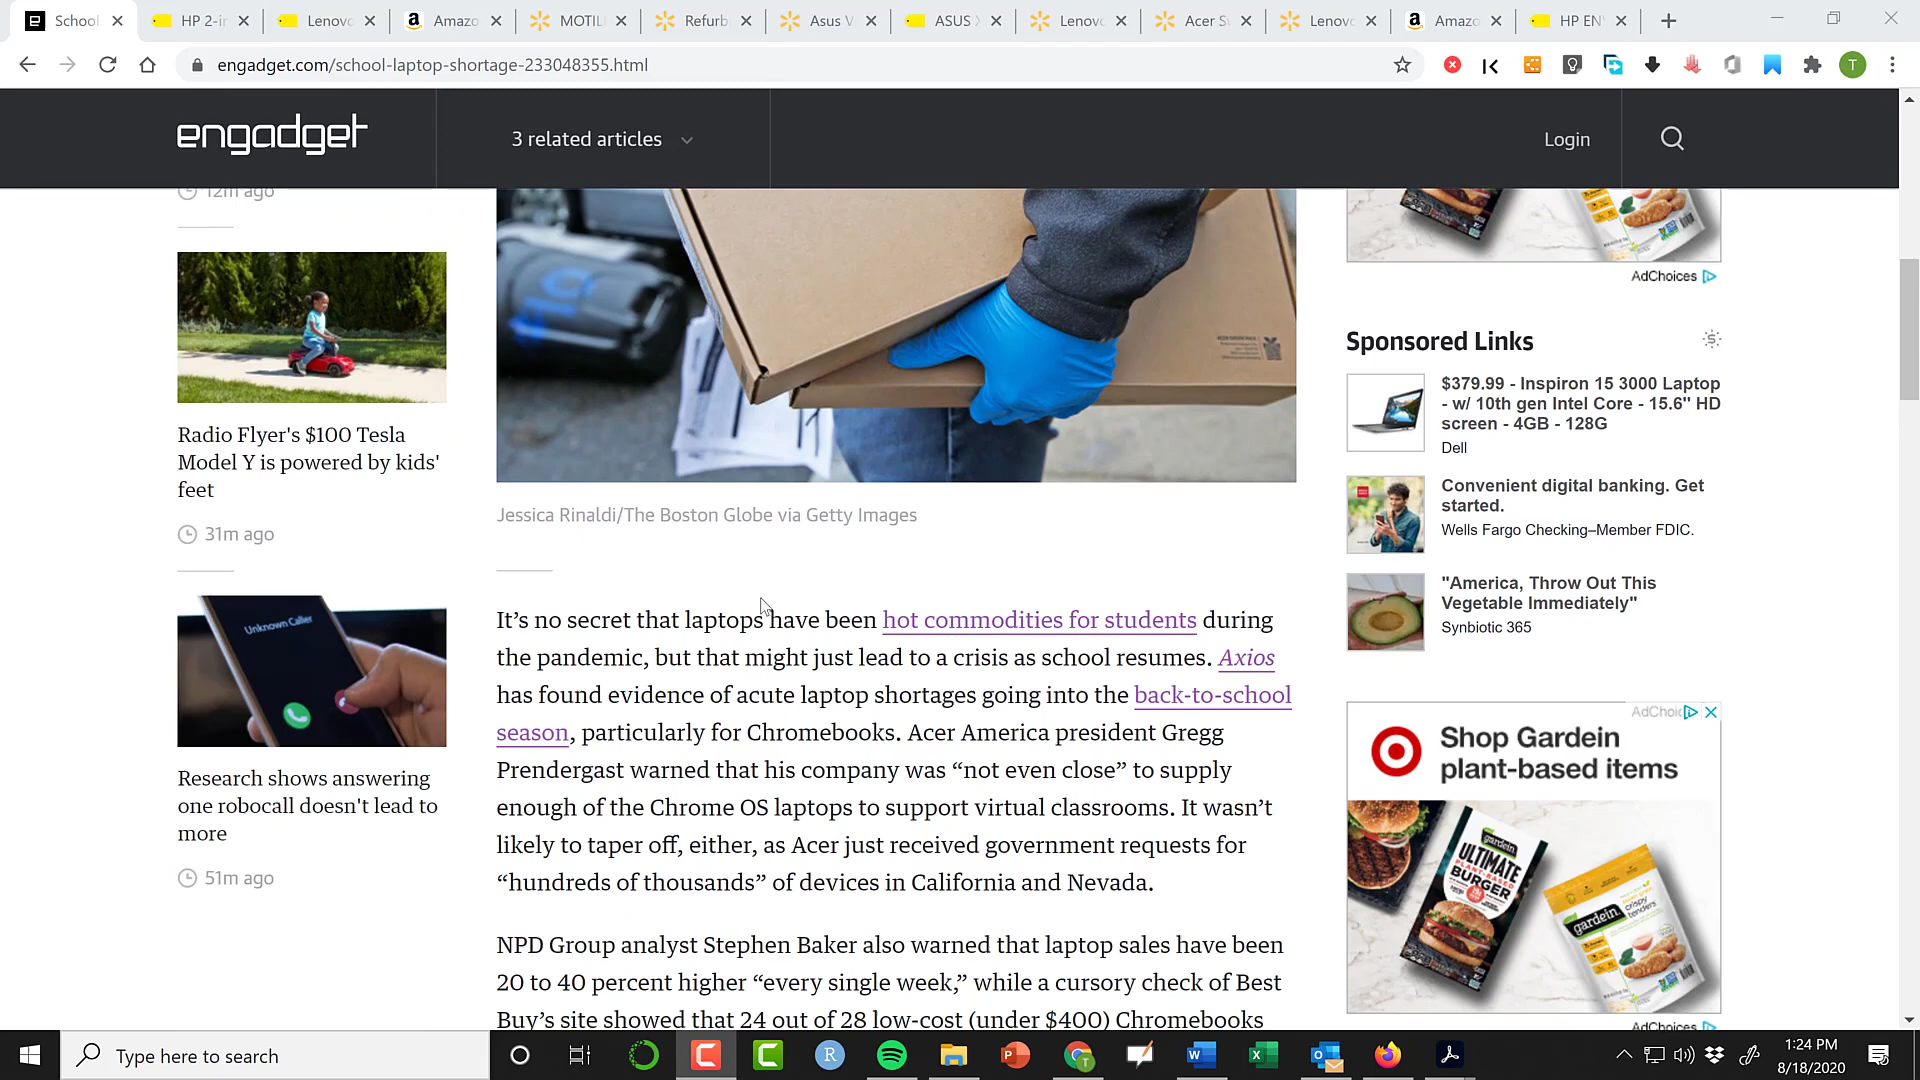 School
HP 2-in
Lenovo
Amazo
MOTIL
Refurb
Asus V
ASUS
Lenovo
Acer S
Lenovo
Amazo
HP EN
engadget.com/school-laptop-shortage-233048355.html
T
engadget
3 related articles
Login
12m ago
AdChoices
Sponsored Links
$379.99 - Inspiron 15 3000 Laptop
- w/ 10th gen Intel Core - 15.6" HD
screen - 4GB - 128G
Dell
Convenient digital banking. Get
started.
Wells Fargo Checking–Member FDIC.
"America, Throw Out This
Vegetable Immediately"
Synbiotic 365
Radio Flyer's $100 Tesla
Model Y is powered by kids'
feet
31m ago
Unknown Caller
Research shows answering
one robocall doesn't lead to
more
51m ago
Jessica Rinaldi/The Boston Globe via Getty Images
It’s no secret that laptops have been hot commodities for students during
the pandemic, but that might just lead to a crisis as school resumes. Axios
has found evidence of acute laptop shortages going into the back-to-school
season, particularly for Chromebooks. Acer America president Gregg
Prendergast warned that his company was “not even close” to supply
enough of the Chrome OS laptops to support virtual classrooms. It wasn’t
likely to taper off, either, as Acer just received government requests for
“hundreds of thousands” of devices in California and Nevada.
NPD Group analyst Stephen Baker also warned that laptop sales have been
20 to 40 percent higher “every single week,” while a cursory check of Best
Buy’s site showed that 24 out of 28 low-cost (under $400) Chromebooks
AdChoic
Shop Gardein
plant-based items
gardein
ULTIMATE
BURGER
gardein
crispy
tenders
AdChoices
Type here to search
1:24 PM
8/18/2020